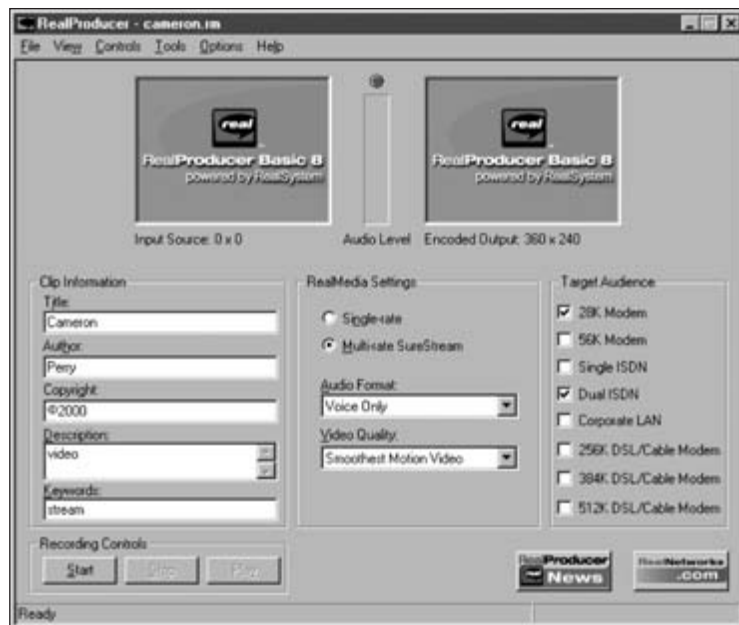 RealProducer - cameron.rm
File View Controls Tools Options Help
real
RealProducer Basic 8
powered by RealSystem
real
RealProducer Basic 8
powered by RealSystem
Input Source: 0 x 0
Audio Level
Encoded Output: 360 x 240
Clip Information
Title:
Cameron
Author:
Perry
Copyright:
©2000
Description:
video
Keywords:
stream
RealMedia Settings
Single-rate
Multi-rate SureStream
Audio Format:
Voice Only
Video Quality:
Smoothest Motion Video
Target Audience
28K Modem
56K Modem
Single ISDN
Dual ISDN
Corporate LAN
256K DSL/Cable Modem
384K DSL/Cable Modem
512K DSL/Cable Modem
Recording Controls
Start
Stop
Play
RealProducer
News
RealNetworks
.com
Ready